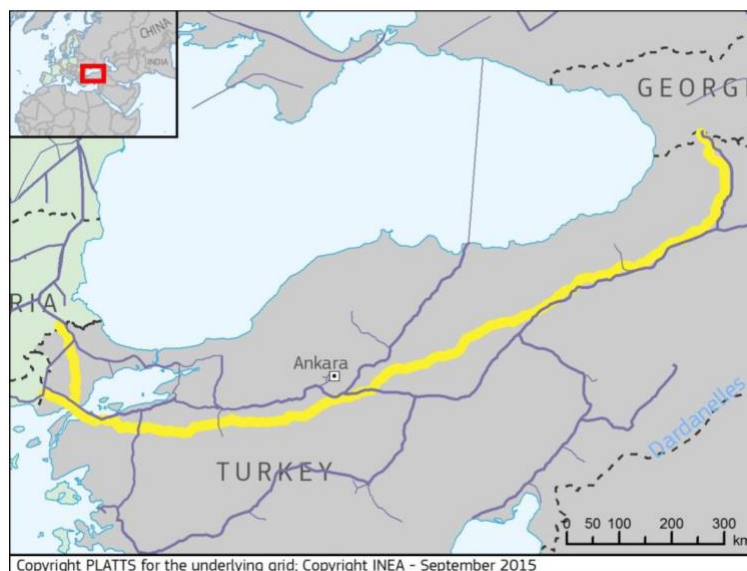 CHINA
INDIA
GEORGI
RIA
Ankara
TURKEY
Dardanelles
0 50 100 200 300
km
Copyright PLATTS for the underlying grid; Copyright INEA - September 2015